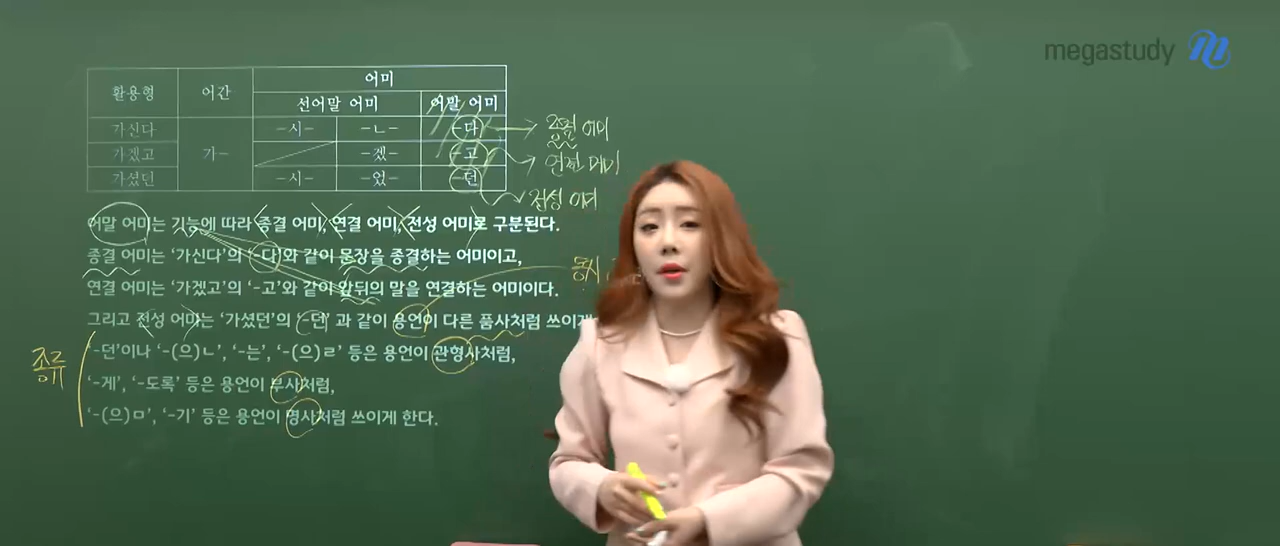 megastudy
활용형 어간 어미
선어말 어미 어말 어미
가신다 가- -시- -ㄴ- -다
가겠고 -겠- -고
가셨던 -시- -었- -던
종결 어미
연결 어미
전성 어미
어말 어미는 기능에 따라 종결 어미, 연결 어미, 전성 어미로 구분된다.
종결 어미는 ‘가신다’의 ‘-다’와 같이 문장을 종결하는 어미이고,
연결 어미는 ‘가겠고’의 ‘-고’와 같이 앞뒤의 말을 연결하는 어미이다.
동사
그리고 전성 어미는 ‘가셨던’의 ‘-던’ 과 같이 용언이 다른 품사처럼 쓰이게
종류
‘-던’이나 ‘-(으)ㄴ’, ‘-는’, ‘-(으)ㄹ’ 등은 용언이 관형사처럼,
‘-게’, ‘-도록’ 등은 용언이 부사처럼,
‘-(으)ㅁ’, ‘-기’ 등은 용언이 명사처럼 쓰이게 한다.